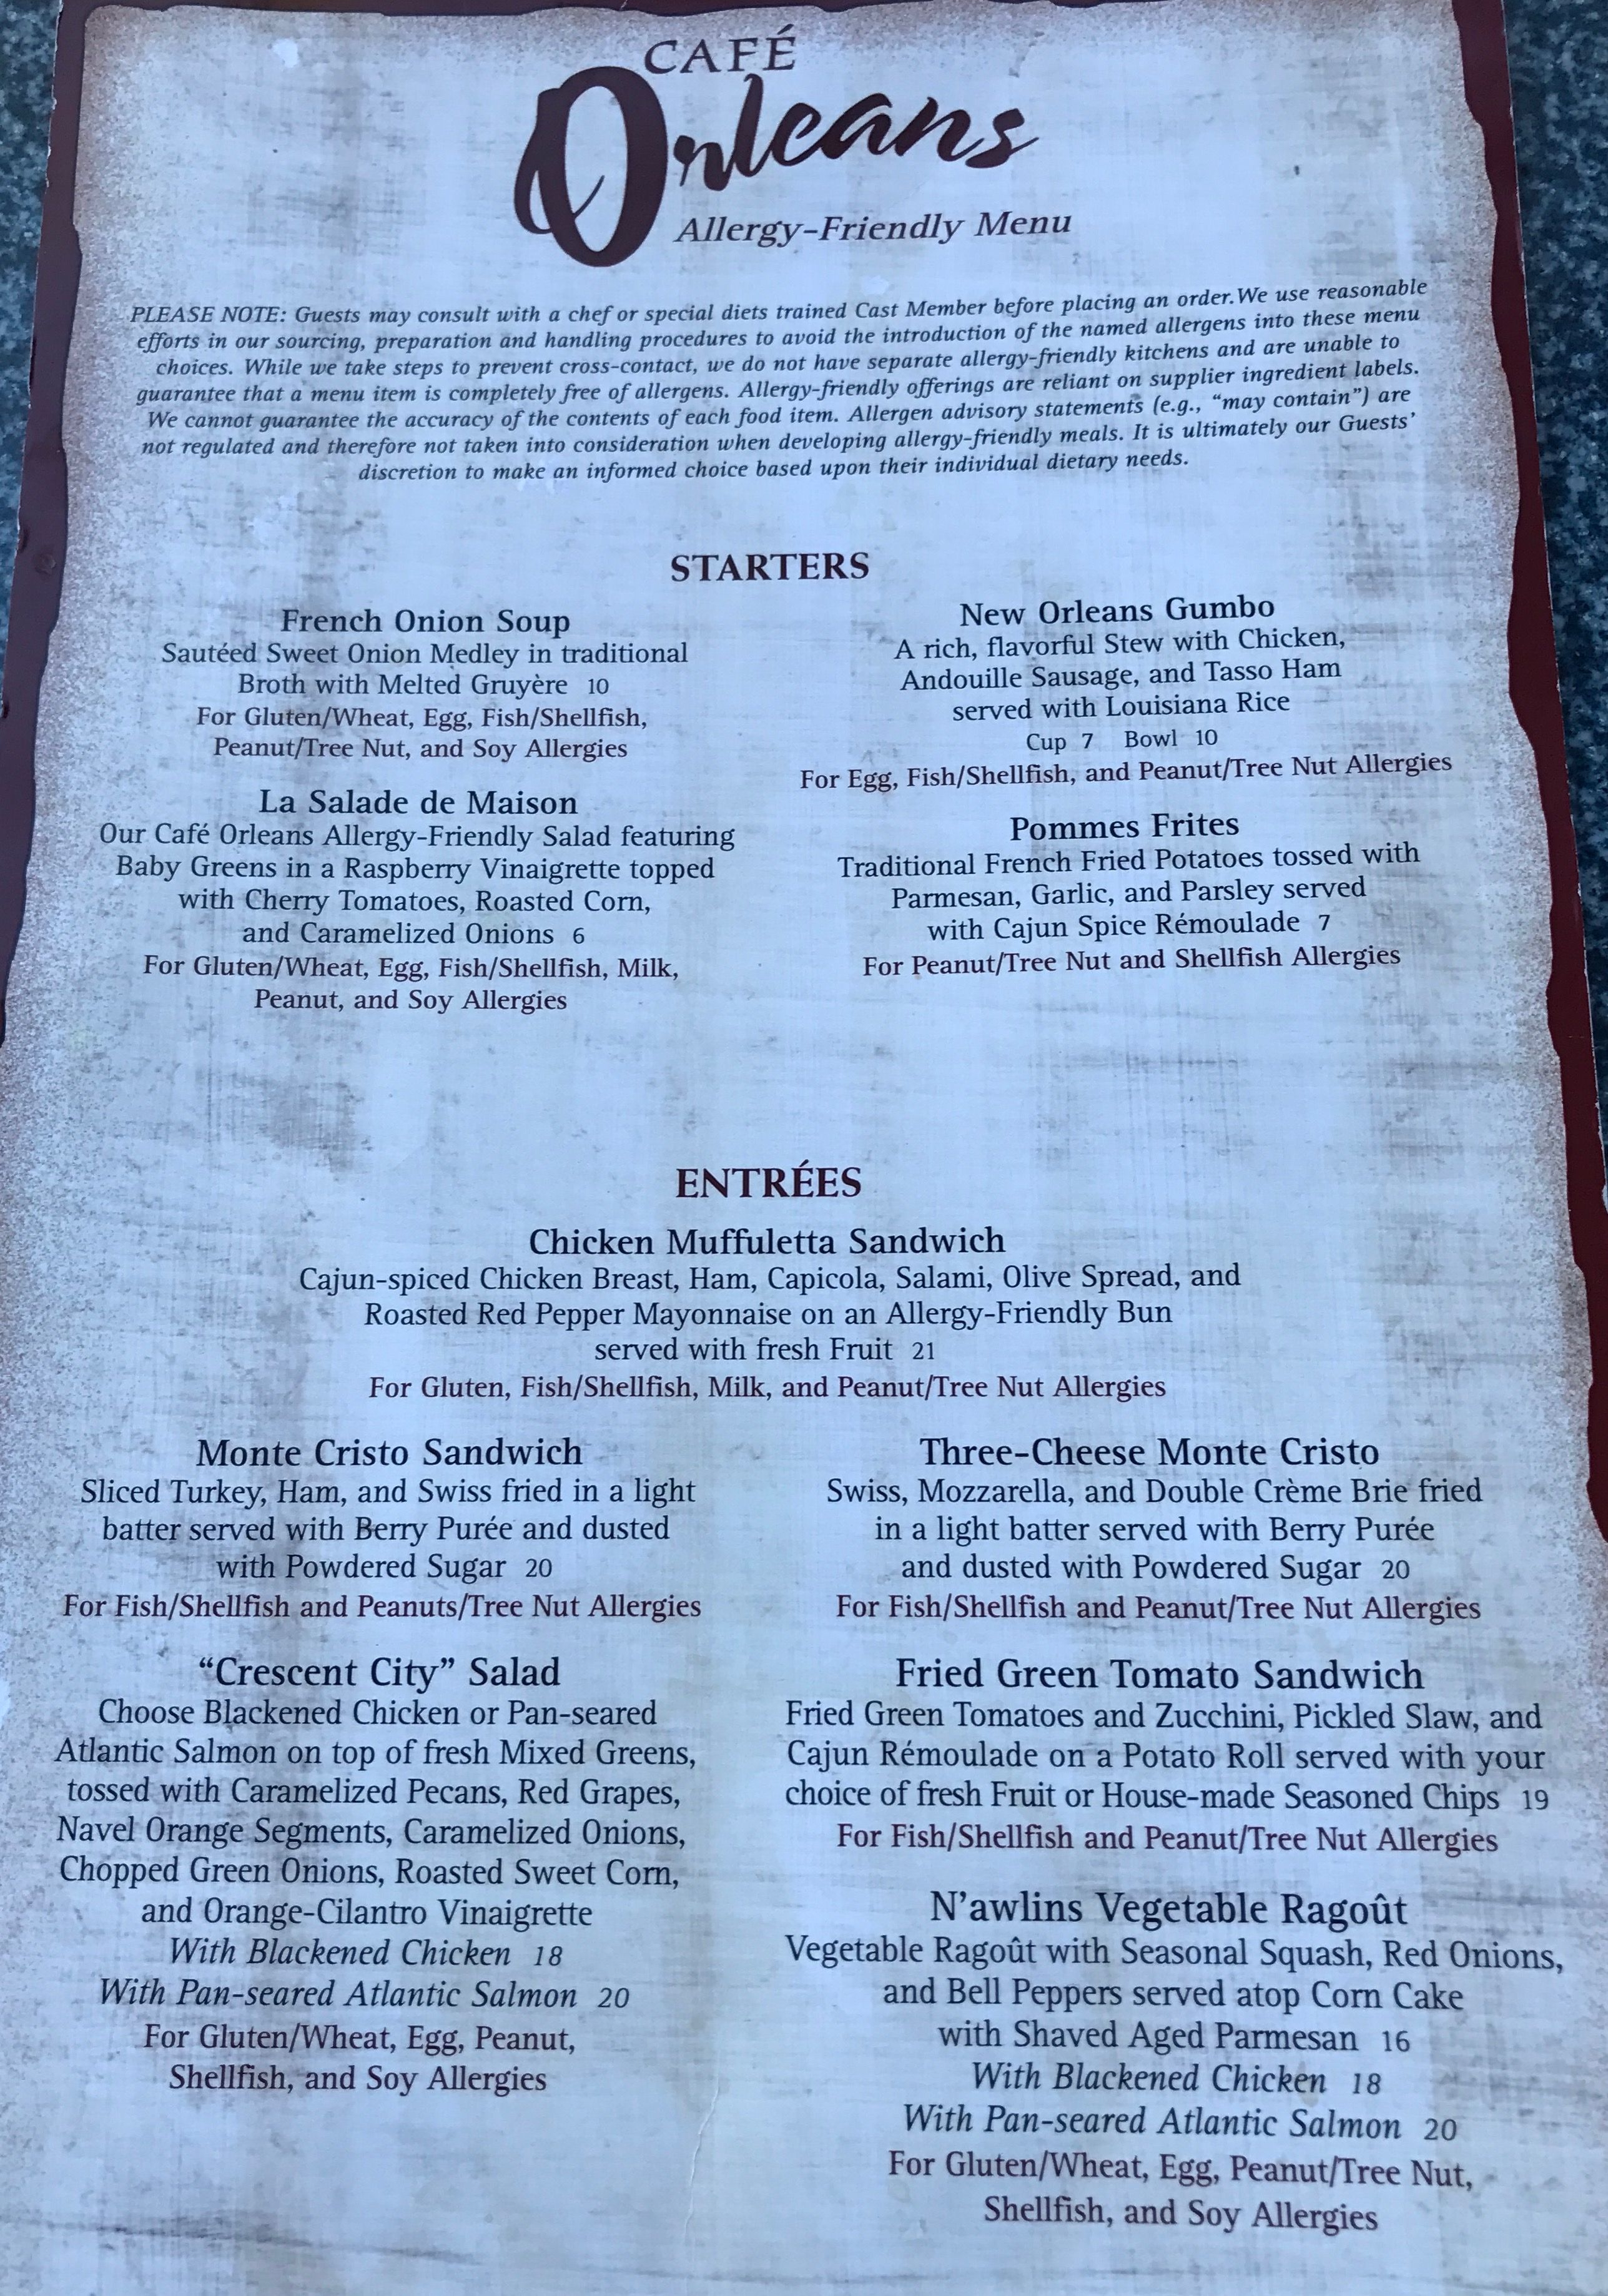 CAFÉ
Orleans
Allergy-Friendly Menu
PLEASE NOTE: Guests may consult with a chef or special diets trained Cast Member before placing an order.We use reasonable
efforts in our sourcing, preparation and handling procedures to avoid the introduction of the named allergens into these menu
choices. While we take steps to prevent cross-contact, we do not have separate allergy-friendly kitchens and are unable to
guarantee that a menu item is completely free of allergens. Allergy-friendly offerings are reliant on supplier ingredient labels.
We cannot guarantee the accuracy of the contents of each food item. Allergen advisory statements (e.g., “may contain”) are
not regulated and therefore not taken into consideration when developing allergy-friendly meals. It is ultimately our Guests’
discretion to make an informed choice based upon their individual dietary needs.
STARTERS
French Onion Soup
Sautéed Sweet Onion Medley in traditional
Broth with Melted Gruyère 10
For Gluten/Wheat, Egg, Fish/Shellfish,
Peanut/Tree Nut, and Soy Allergies
La Salade de Maison
Our Café Orleans Allergy-Friendly Salad featuring
Baby Greens in a Raspberry Vinaigrette topped
with Cherry Tomatoes, Roasted Corn,
and Caramelized Onions 6
For Gluten/Wheat, Egg, Fish/Shellfish, Milk,
Peanut, and Soy Allergies
New Orleans Gumbo
A rich, flavorful Stew with Chicken,
Andouille Sausage, and Tasso Ham
served with Louisiana Rice
Cup 7 Bowl 10
For Egg, Fish/Shellfish, and Peanut/Tree Nut Allergies
Pommes Frites
Traditional French Fried Potatoes tossed with
Parmesan, Garlic, and Parsley served
with Cajun Spice Rémoulade 7
For Peanut/Tree Nut and Shellfish Allergies
ENTRÉES
Chicken Muffuletta Sandwich
Cajun-spiced Chicken Breast, Ham, Capicola, Salami, Olive Spread, and
Roasted Red Pepper Mayonnaise on an Allergy-Friendly Bun
served with fresh Fruit 21
For Gluten, Fish/Shellfish, Milk, and Peanut/Tree Nut Allergies
Monte Cristo Sandwich
Sliced Turkey, Ham, and Swiss fried in a light
batter served with Berry Purée and dusted
with Powdered Sugar 20
For Fish/Shellfish and Peanuts/Tree Nut Allergies
“Crescent City” Salad
Choose Blackened Chicken or Pan-seared
Atlantic Salmon on top of fresh Mixed Greens,
tossed with Caramelized Pecans, Red Grapes,
Navel Orange Segments, Caramelized Onions,
Chopped Green Onions, Roasted Sweet Corn,
and Orange-Cilantro Vinaigrette
With Blackened Chicken 18
With Pan-seared Atlantic Salmon 20
For Gluten/Wheat, Egg, Peanut,
Shellfish, and Soy Allergies
Three-Cheese Monte Cristo
Swiss, Mozzarella, and Double Crème Brie fried
in a light batter served with Berry Purée
and dusted with Powdered Sugar 20
For Fish/Shellfish and Peanut/Tree Nut Allergies
Fried Green Tomato Sandwich
Fried Green Tomatoes and Zucchini, Pickled Slaw, and
Cajun Rémoulade on a Potato Roll served with your
choice of fresh Fruit or House-made Seasoned Chips 19
For Fish/Shellfish and Peanut/Tree Nut Allergies
N’awlins Vegetable Ragoût
Vegetable Ragoût with Seasonal Squash, Red Onions,
and Bell Peppers served atop Corn Cake
with Shaved Aged Parmesan 16
With Blackened Chicken 18
With Pan-seared Atlantic Salmon 20
For Gluten/Wheat, Egg, Peanut/Tree Nut,
Shellfish, and Soy Allergies